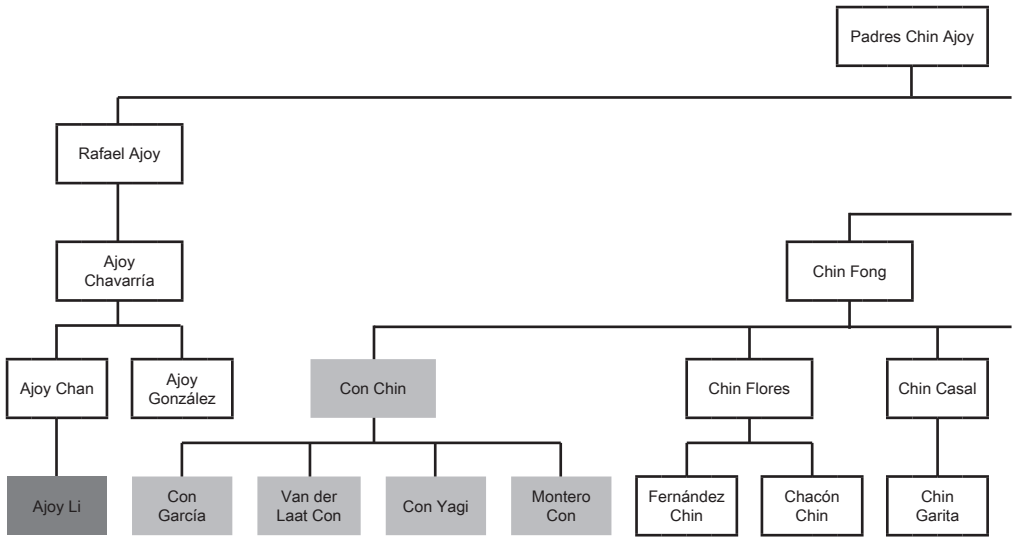 Padres Chin Ajoy
Rafael Ajoy
Ajoy
Chavarría
Chin Fong
Ajoy Chan
Ajoy
González
Con Chin
Chin Flores
Chin Casal
Ajoy Li
Con
García
Van der
Laat Con
Con Yagi
Montero
Con
Fernández
Chin
Chacón
Chin
Chin
Garita